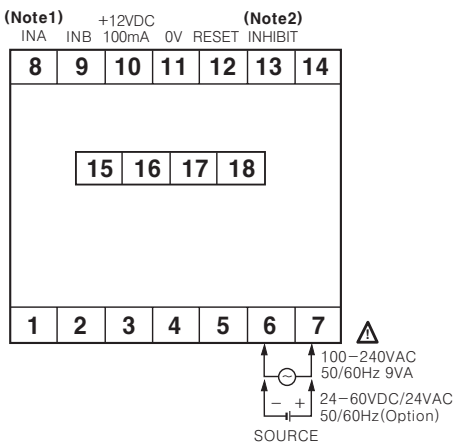 (Note1) +12VDC (Note2)
INA INB 100mA 0V RESET INHIBIT
8 9 10 11 12 13 14
15 16 17 18
1 2 3 4 5 6 7
100-240VAC
50/60Hz 9VA
- + 24-60VDC/24VAC
50/60Hz(Option)
SOURCE